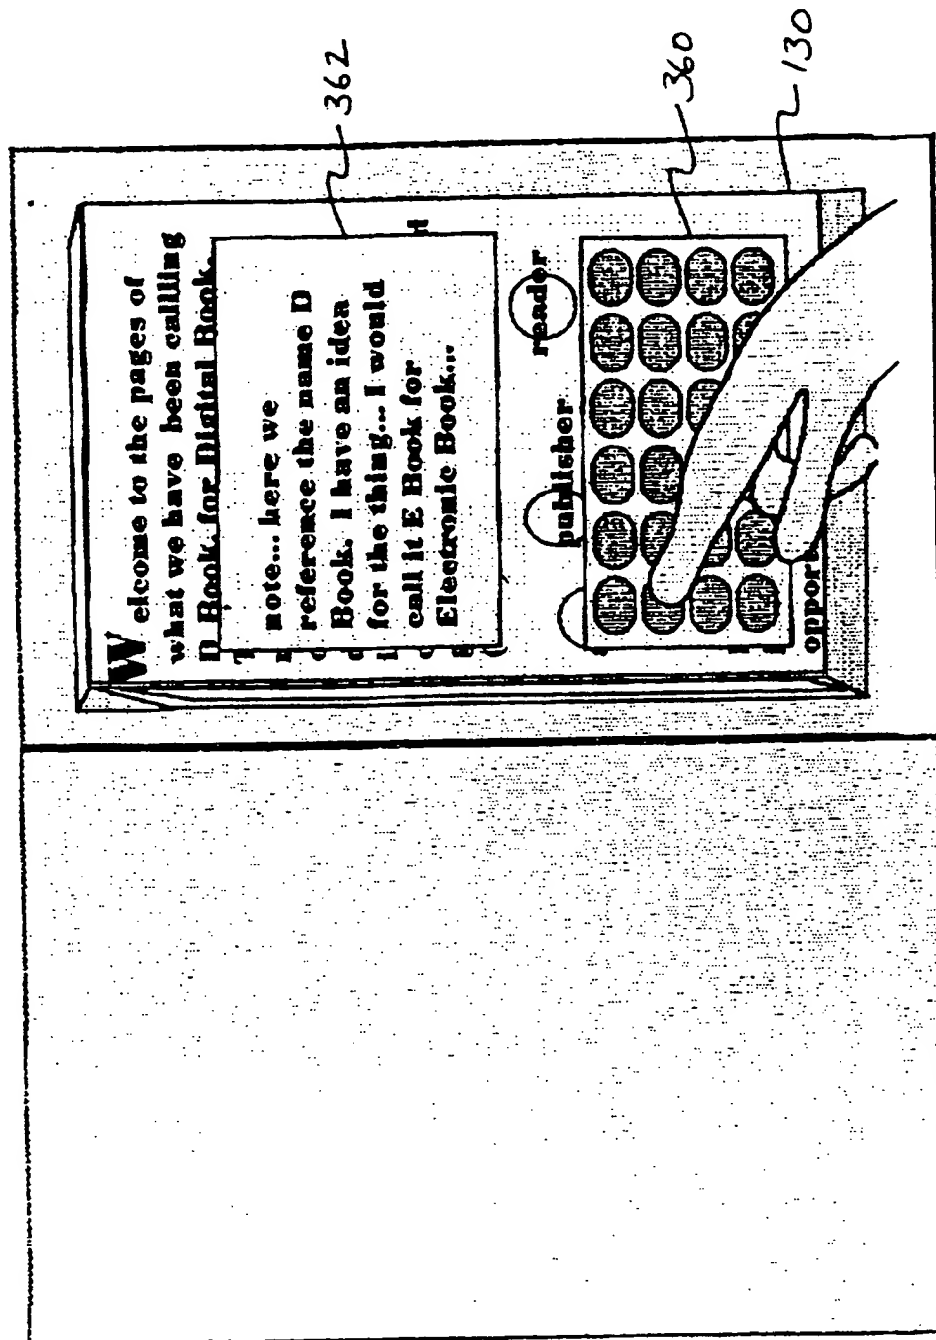 Welcome to the pages of
what we have been callling
D Book, for Digital Book.
note... here we
reference the name D
Book. I have an idea
for the thing... I would
call it E Book for
Electronic Book...
publisher
reader
opport
362
360
130